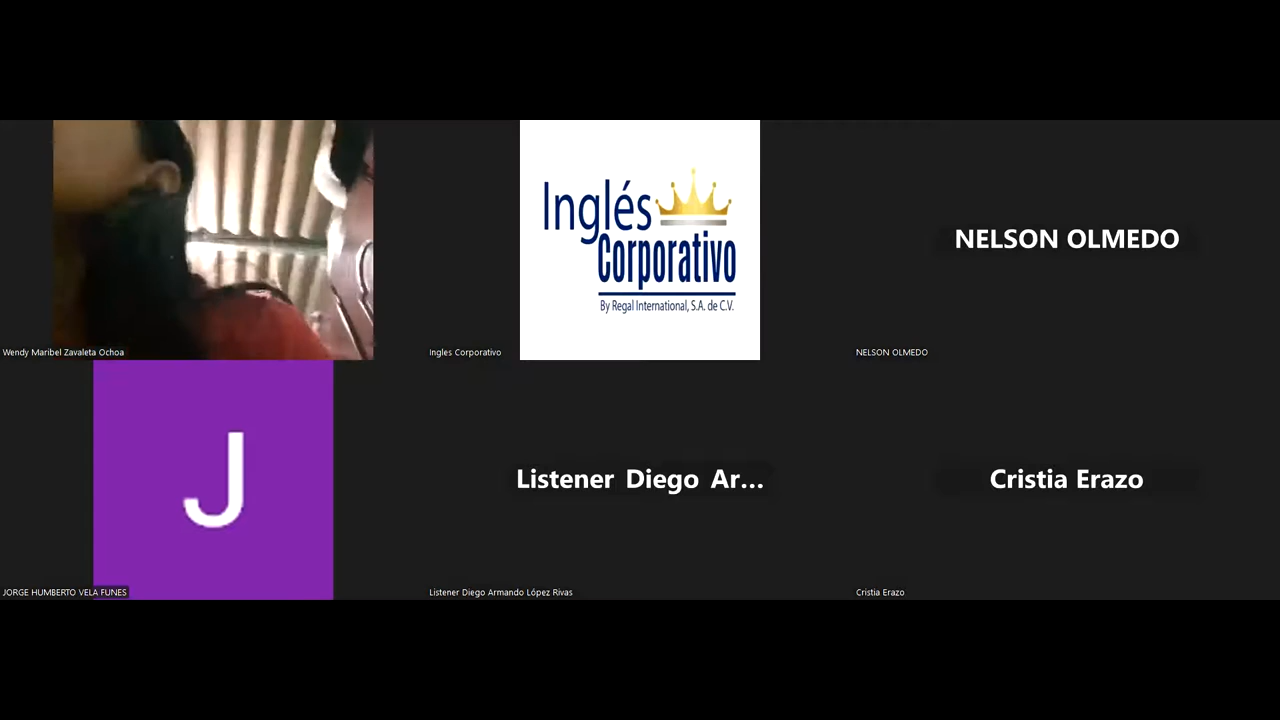 Inglés
Corporativo
By Regal International, S.A. de C.V.
NELSON OLMEDO
Wendy Maribel Zavaleta Ochoa
Ingles Corporativo
NELSON OLMEDO
J
Listener Diego Ar...
Cristia Erazo
JORGE HUMBERTO VELA FUNES
Listener Diego Armando López Rivas
Cristia Erazo